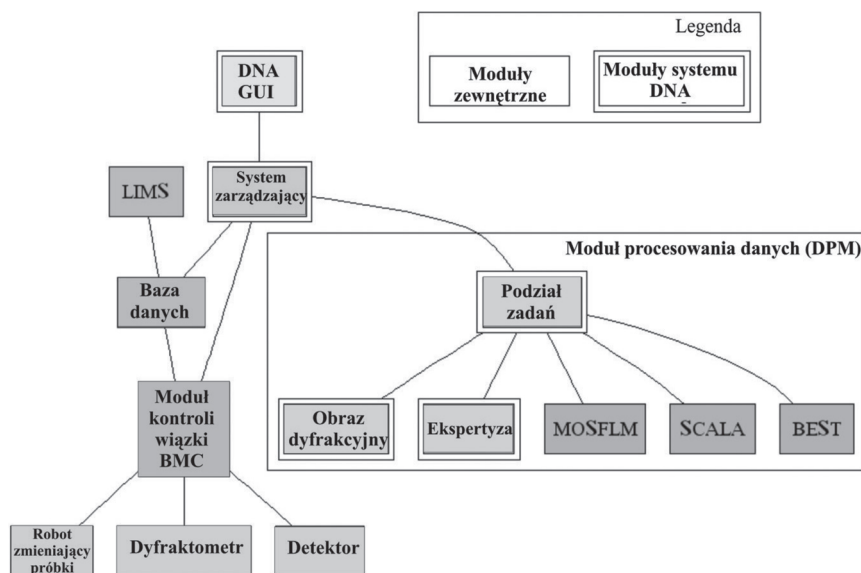 Legenda
Moduły
zewnętrzne
Moduły systemu
DNA
DNA
GUI
LIMS
System
zarządzający
Baza
danych
Moduł
kontroli
wiązki
BMC
Robot
zmieniający
próbki
Dyfraktometr
Detektor
Moduł procesowania danych (DPM)
Podział
zadań
Obraz
dyfrakcyjny
Ekspertyza
MOSFLM
SCALA
BEST